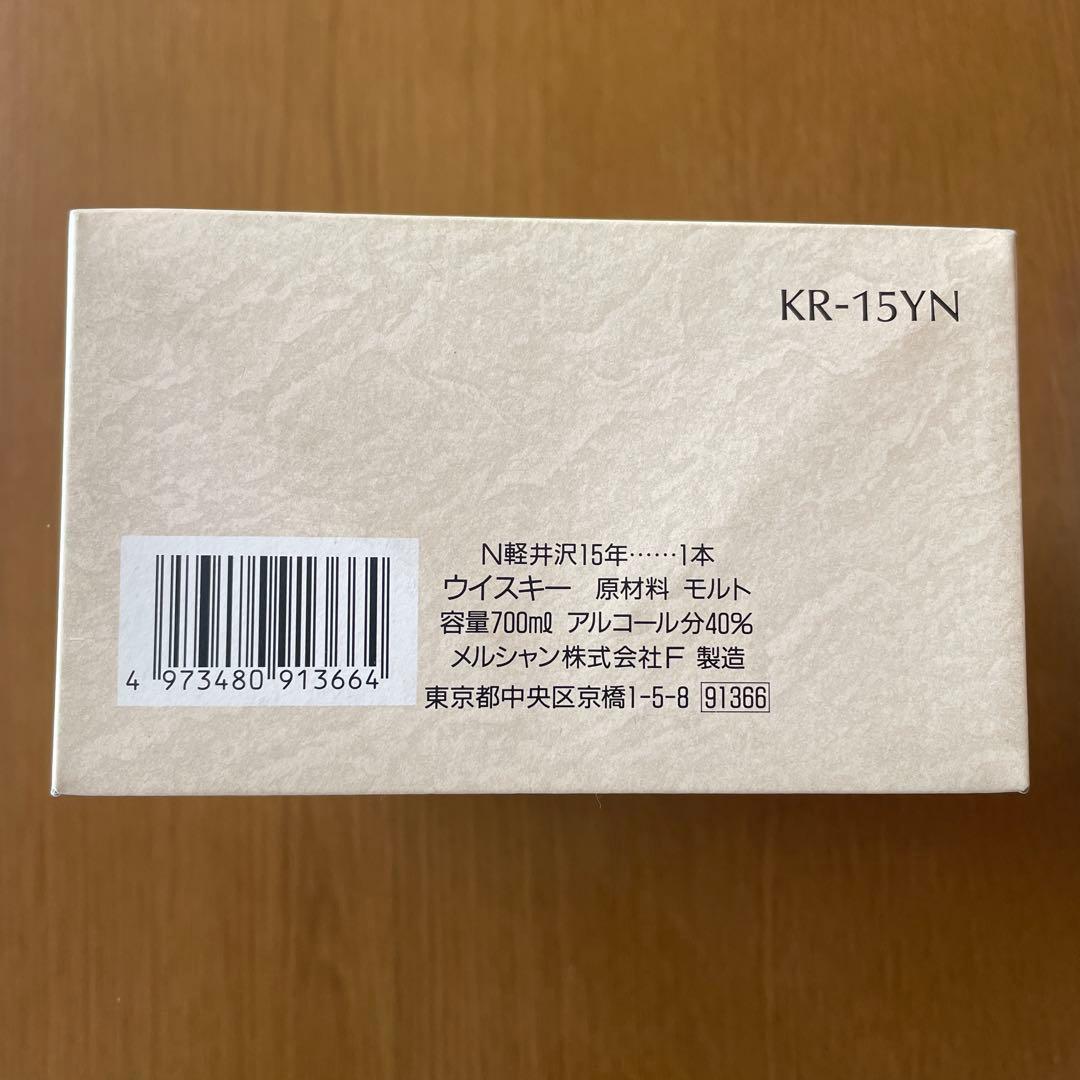 KR-15YN
N軽井沢15年……1本
ウイスキー 原材料 モルト
容量700mℓ アルコール分40%
メルシャン株式会社F 製造
東京都中央区京橋1-5-8 91366
4 973480 913664